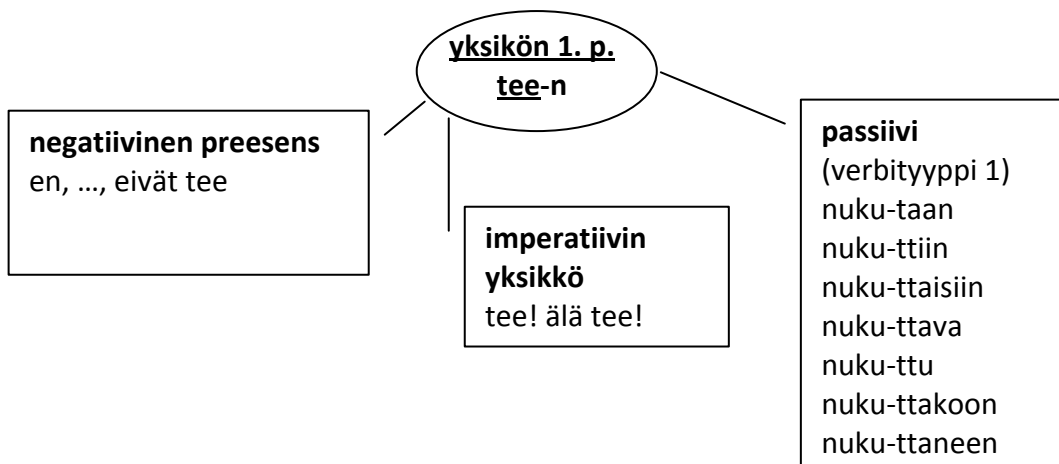 yksikön 1. p.
tee-n
negatiivinen preesens
en, …, eivät tee
imperatiivin
yksikkö
tee! älä tee!
passiivi
(verbityyppi 1)
nuku-taan
nuku-ttiin
nuku-ttaisiin
nuku-ttava
nuku-ttu
nuku-ttakoon
nuku-ttaneen